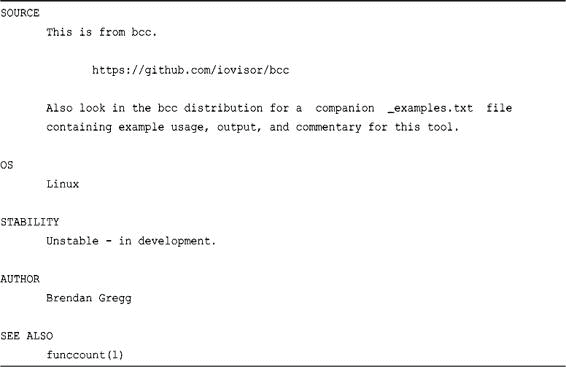 SOURCE
This is from bcc.
https://github.com/iovisor/bcc
Also look in the bcc distribution for a companion _examples.txt file
containing example usage, output, and commentary for this tool.
OS
Linux
STABILITY
Unstable - in development.
AUTHOR
Brendan Gregg
SEE ALSO
funccount(1)